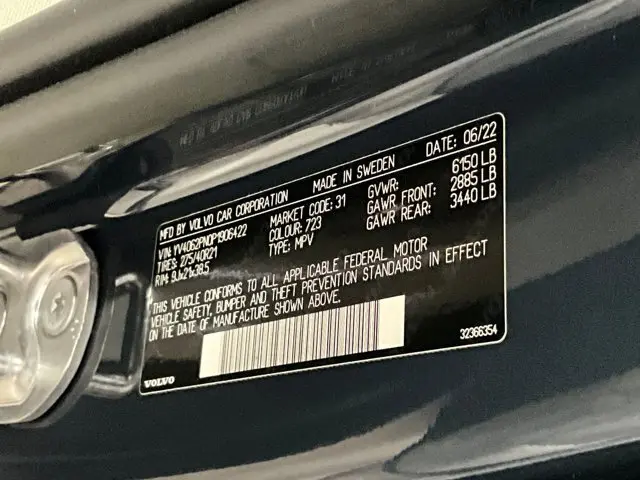 MFD BY VOLVO CAR CORPORATION MADE IN SWEDEN DATE: 06/22
VIN: YV4062PN0P1906422 MARKET CODE: 31 GVWR: 6150 LB
TIRES: 275/40R21 COLOUR: 723 GAWR FRONT: 2885 LB
RIM: 9Jx21x38.5 TYPE: MPV GAWR REAR: 3440 LB
THIS VEHICLE CONFORMS TO ALL APPLICABLE FEDERAL MOTOR
VEHICLE SAFETY, BUMPER AND THEFT PREVENTION STANDARDS IN EFFECT
ON THE DATE OF MANUFACTURE SHOWN ABOVE.
VOLVO 32366354